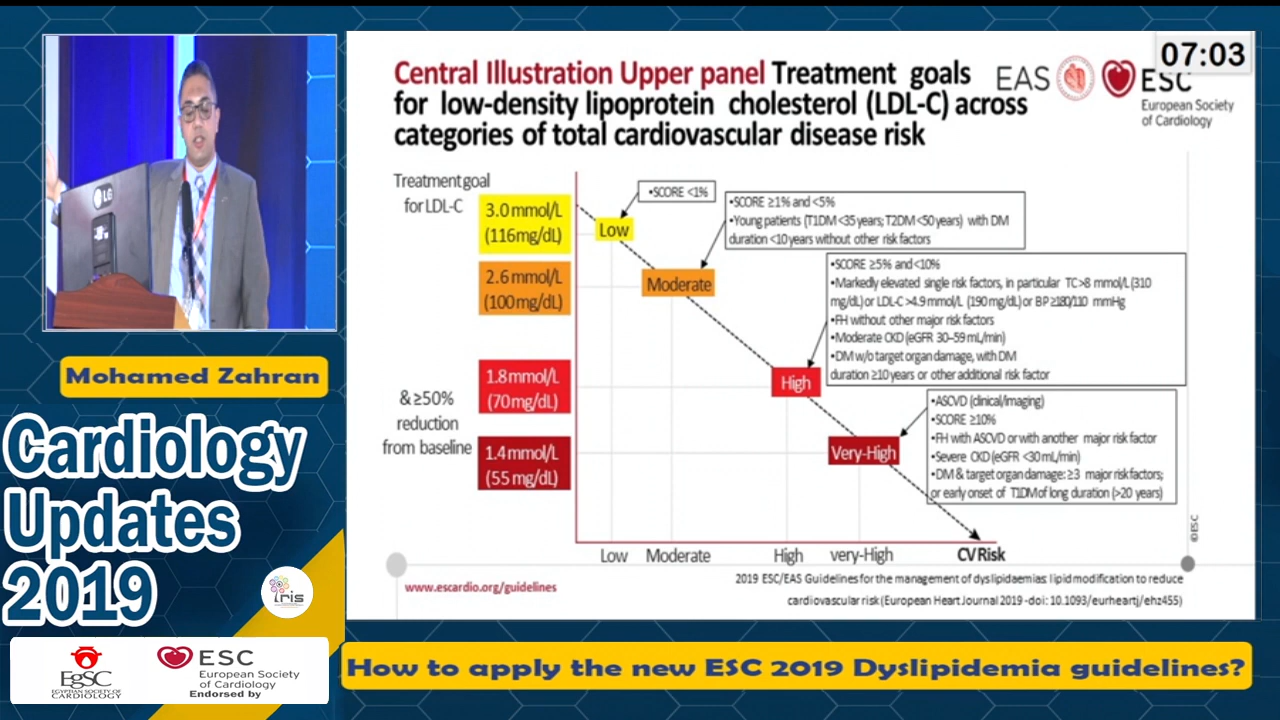 07:03
Central Illustration Upper panel Treatment goals
for low-density lipoprotein cholesterol (LDL-C) across
categories of total cardiovascular disease risk
EAS
ESC
European Society
of Cardiology
Treatment goal
for LDL-C
3.0 mmol/L
(116mg/dL)
2.6 mmol/L
(100mg/dL)
1.8 mmol/L
(70mg/dL)
& ≥50%
reduction
from baseline
1.4 mmol/L
(55 mg/dL)
•SCORE <1%
Low
•SCORE ≥1% and <5%
•Young patients (T1DM <35 years; T2DM <50 years) with DM
duration <10 years without other risk factors
Moderate
•SCORE ≥5% and <10%
•Markedly elevated single risk factors, in particular TC >8 mmol/L (310
mg/dL) or LDL-C >4.9 mmol/L (190 mg/dL) or BP ≥180/110 mmHg
•FH without other major risk factors
•Moderate CKD (eGFR 30–59 mL/min)
•DM w/o target organ damage, with DM
duration ≥10 years or other additional risk factor
High
•ASCVD (clinical/imaging)
•SCORE ≥10%
•FH with ASCVD or with another major risk factor
•Severe CKD (eGFR <30 mL/min)
•DM & target organ damage: ≥3 major risk factors;
or early onset of T1DM of long duration (>20 years)
Very-High
Low Moderate High very-High CV Risk
©ESC
www.escardio.org/guidelines
2019 ESC/EAS Guidelines for the management of dyslipidaemias: lipid modification to reduce
cardiovascular risk (European Heart Journal 2019 -doi: 10.1093/eurheartj/ehz455)
LG
Mohamed Zahran
Cardiology
Updates
2019
iris
EgSC
EGYPTIAN SOCIETY OF
CARDIOLOGY
ESC
European Society
of Cardiology
Endorsed by
How to apply the new ESC 2019 Dyslipidemia guidelines?